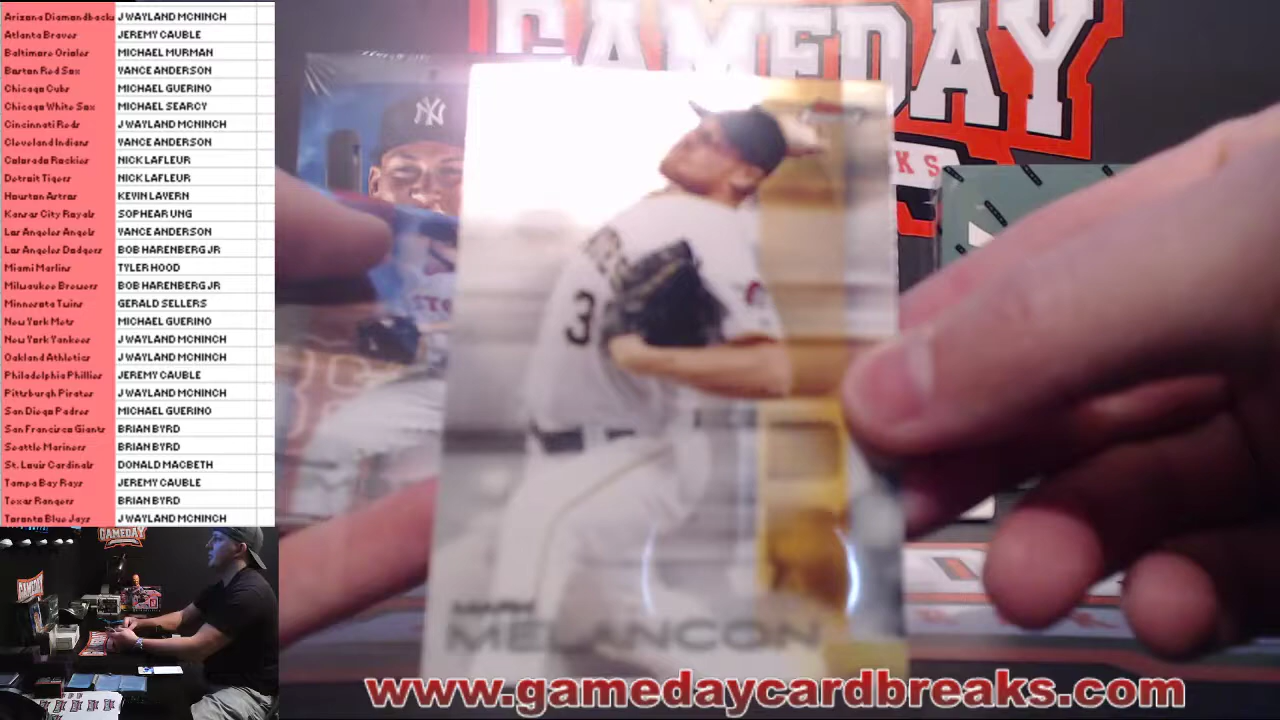 Arizona Diamondbacks J WAYLAND MCNINCH
Atlanta Braves JEREMY CAUBLE
Baltimore Orioles MICHAEL MURMAN
Boston Red Sox VANCE ANDERSON
Chicago Cubs MICHAEL GUERINO
Chicago White Sox MICHAEL SEARCY
Cincinnati Reds J WAYLAND MCNINCH
Cleveland Indians VANCE ANDERSON
Colorado Rockies NICK LAFLEUR
Detroit Tigers NICK LAFLEUR
Houston Astros KEVIN LAVERN
Kansas City Royals SOPHEAR UNG
Los Angeles Angels VANCE ANDERSON
Los Angeles Dodgers BOB HARENBERG JR
Miami Marlins TYLER HOOD
Milwaukee Brewers BOB HARENBERG JR
Minnesota Twins GERALD SELLERS
New York Mets MICHAEL GUERINO
New York Yankees J WAYLAND MCNINCH
Oakland Athletics J WAYLAND MCNINCH
Philadelphia Phillies JEREMY CAUBLE
Pittsburgh Pirates J WAYLAND MCNINCH
San Diego Padres MICHAEL GUERINO
San Francisco Giants BRIAN BYRD
Seattle Mariners BRIAN BYRD
St. Louis Cardinals DONALD MACBETH
Tampa Bay Rays JEREMY CAUBLE
Texas Rangers BRIAN BYRD
Toronto Blue Jays J WAYLAND MCNINCH
GAMEDAY
KS
NY
3
MARK
MELANCON
GAMEDAY
GAMEDAY
www.gamedaycardbreaks.com